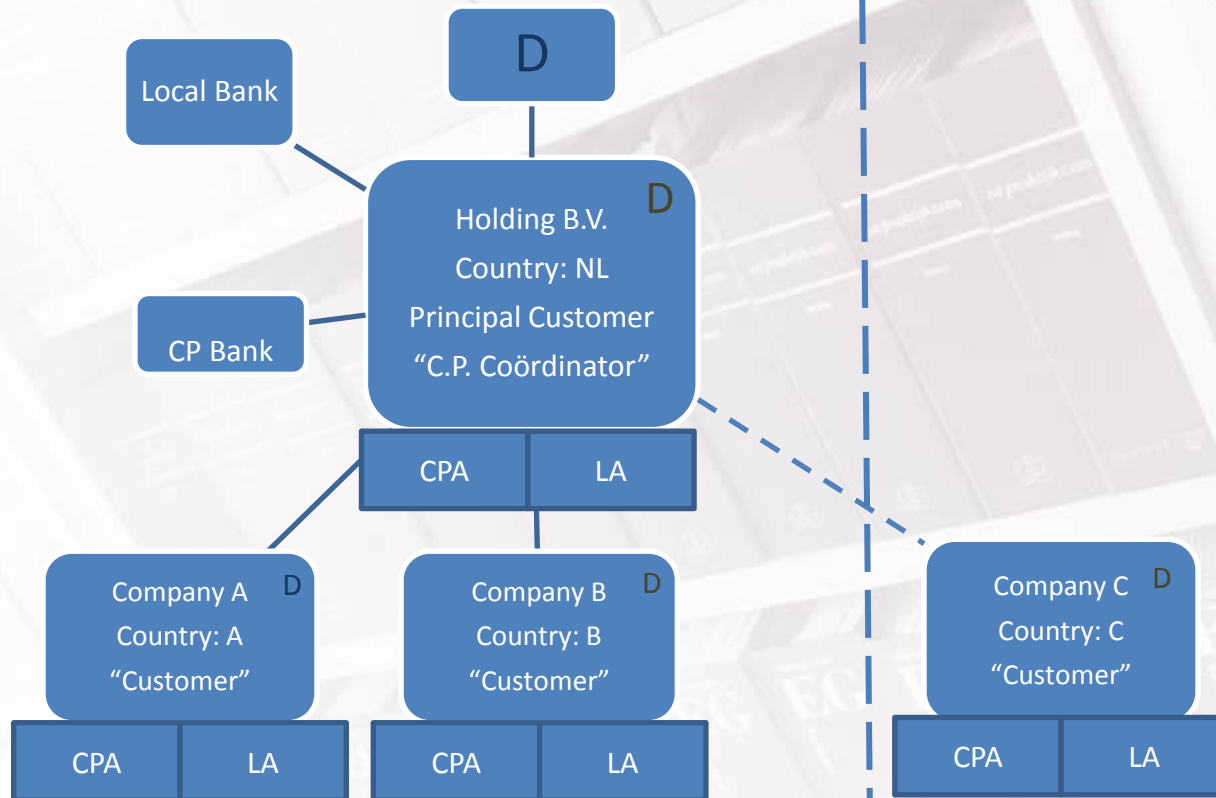 D
Local Bank
D
Holding B.V.
Country: NL
Principal Customer
“C.P. Coördinator”
CP Bank
CPA
LA
Company A
D
Country: A
“Customer”
CPA
LA
Company B
D
Country: B
“Customer”
CPA
LA
Company C
D
Country: C
“Customer”
CPA
LA
EG